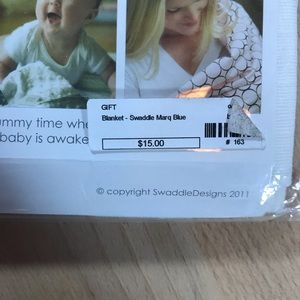 GIFT
Blanket - Swaddle Marq Blue
ummy time whe
baby is awake
$15.00
# 163
© copyright SwaddleDesigns 2011